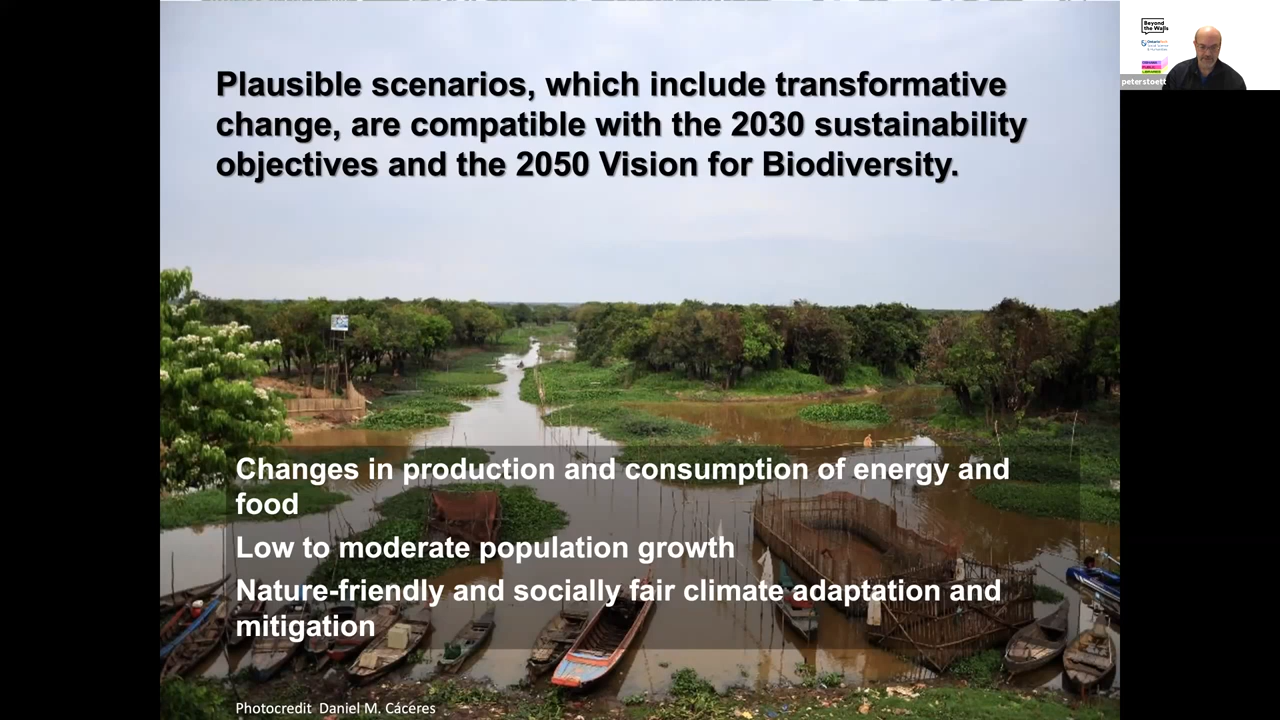 Plausible scenarios, which include transformative
change, are compatible with the 2030 sustainability
objectives and the 2050 Vision for Biodiversity.
Changes in production and consumption of energy and
food
Low to moderate population growth
Nature-friendly and socially fair climate adaptation and
mitigation
Photocredit Daniel M. Cáceres
Beyond
the Walls
peterstoett